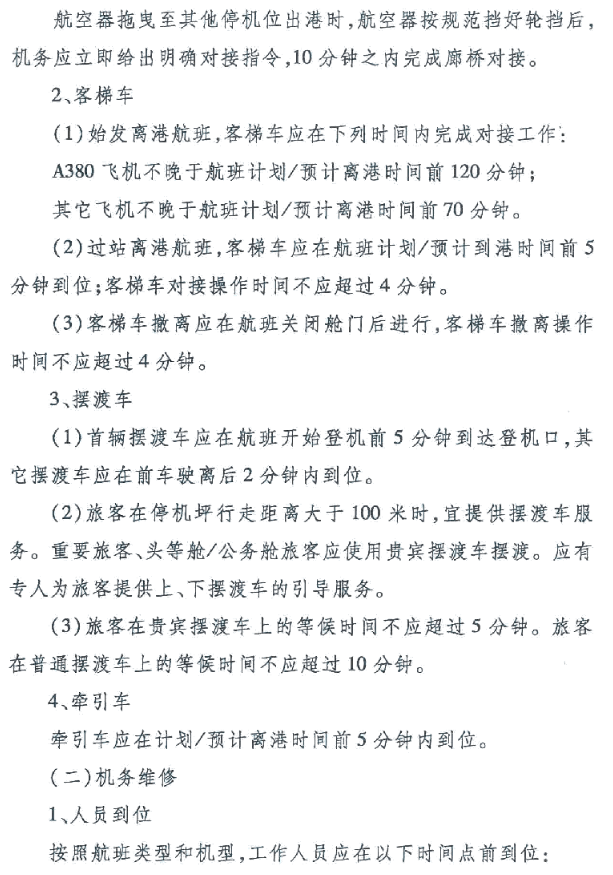 航空器拖曳至其他停机位出港时,航空器按规范挡好轮挡后,
机务应立即给出明确对接指令,10 分钟之内完成廊桥对接。
2、客梯车
(1)始发离港航班,客梯车应在下列时间内完成对接工作:
A380 飞机不晚于航班计划/预计离港时间前 120 分钟;
其它飞机不晚于航班计划/预计离港时间前 70 分钟。
(2)过站离港航班,客梯车应在航班计划/预计到港时间前 5
分钟到位;客梯车对接操作时间不应超过 4 分钟。
(3)客梯车撤离应在航班关闭舱门后进行,客梯车撤离操作
时间不应超过 4 分钟。
3、摆渡车
(1)首辆摆渡车应在航班开始登机前 5 分钟到达登机口,其
它摆渡车应在前车驶离后 2 分钟内到位。
(2)旅客在停机坪行走距离大于 100 米时,宜提供摆渡车服
务。重要旅客、头等舱/公务舱旅客应使用贵宾摆渡车摆渡。应有
专人为旅客提供上、下摆渡车的引导服务。
(3)旅客在贵宾摆渡车上的等候时间不应超过 5 分钟。旅客
在普通摆渡车上的等候时间不应超过 10 分钟。
4、牵引车
牵引车应在计划/预计离港时间前 5 分钟内到位。
(二)机务维修
1、人员到位
按照航班类型和机型,工作人员应在以下时间点前到位: